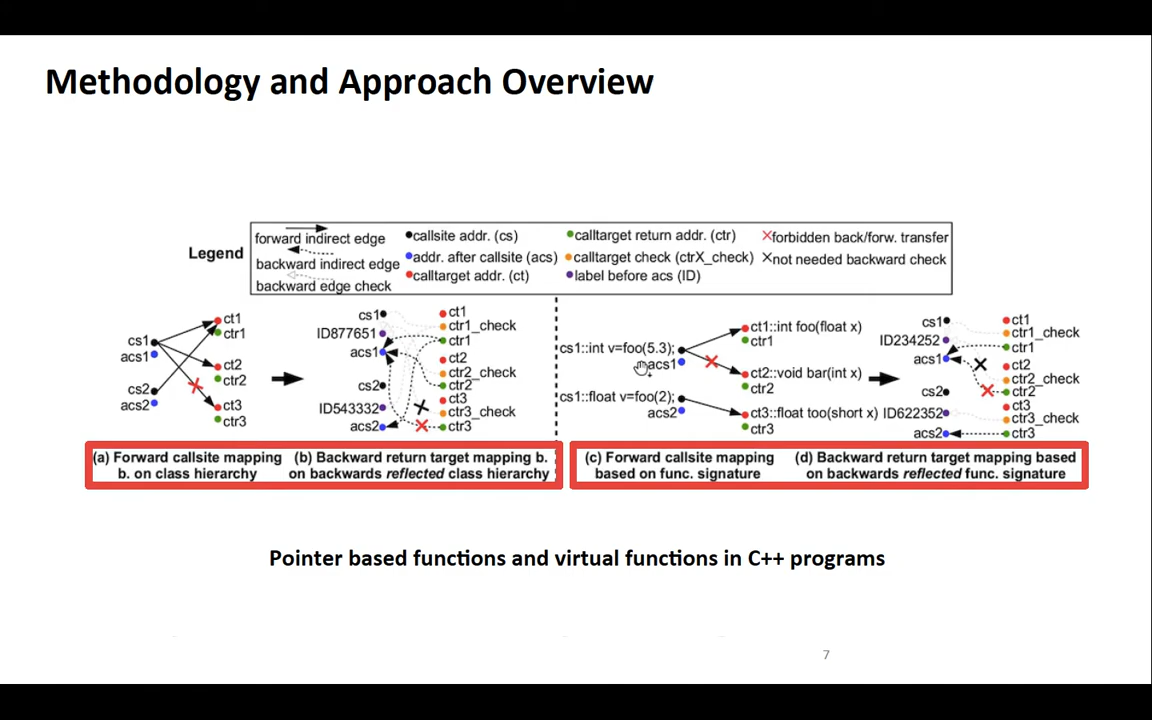 Methodology and Approach Overview
Legend
forward indirect edge
backward indirect edge
backward edge check
callsite addr. (cs)
addr. after callsite (acs)
calltarget addr. (ct)
calltarget return addr. (ctr)
calltarget check (ctrX_check)
label before acs (ID)
forbidden back/forw. transfer
not needed backward check
cs1
acs1
cs2
acs2
ct1
ctr1
ct2
ctr2
ct3
ctr3
cs1
ID877651
acs1
cs2
ID543332
acs2
ct1
ctr1_check
ctr1
ct2
ctr2_check
ctr2
ct3
ctr3_check
ctr3
cs1::int v=foo(5.3);
acs1
cs1::float v=foo(2);
acs2
ct1::int foo(float x)
ctr1
ct2::void bar(int x)
ctr2
ct3::float too(short x)
ctr3
cs1
ID234252
acs1
cs2
ID622352
acs2
ct1
ctr1_check
ctr1
ct2
ctr2_check
ctr2
ct3
ctr3_check
ctr3
(a) Forward callsite mapping
b. on class hierarchy
(b) Backward return target mapping b.
on backwards reflected class hierarchy
(c) Forward callsite mapping
based on func. signature
(d) Backward return target mapping based
on backwards reflected func. signature
Pointer based functions and virtual functions in C++ programs
7